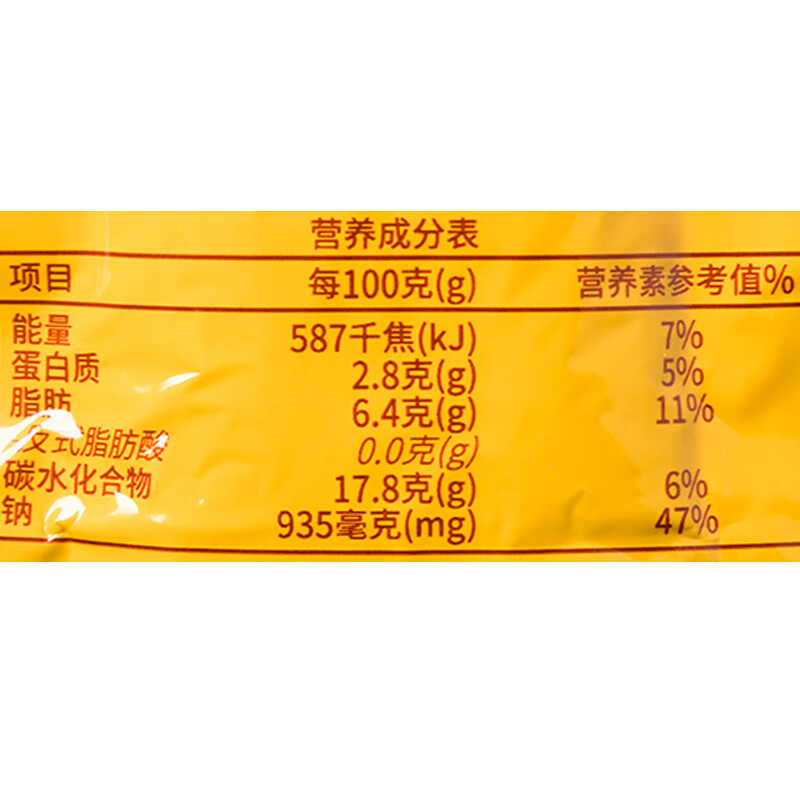 营养成分表
项目 每100克(g) 营养素参考值%
能量 587千焦(kJ) 7%
蛋白质 2.8克(g) 5%
脂肪 6.4克(g) 11%
-反式脂肪酸 0.0克(g)
碳水化合物 17.8克(g) 6%
钠 935毫克(mg) 47%